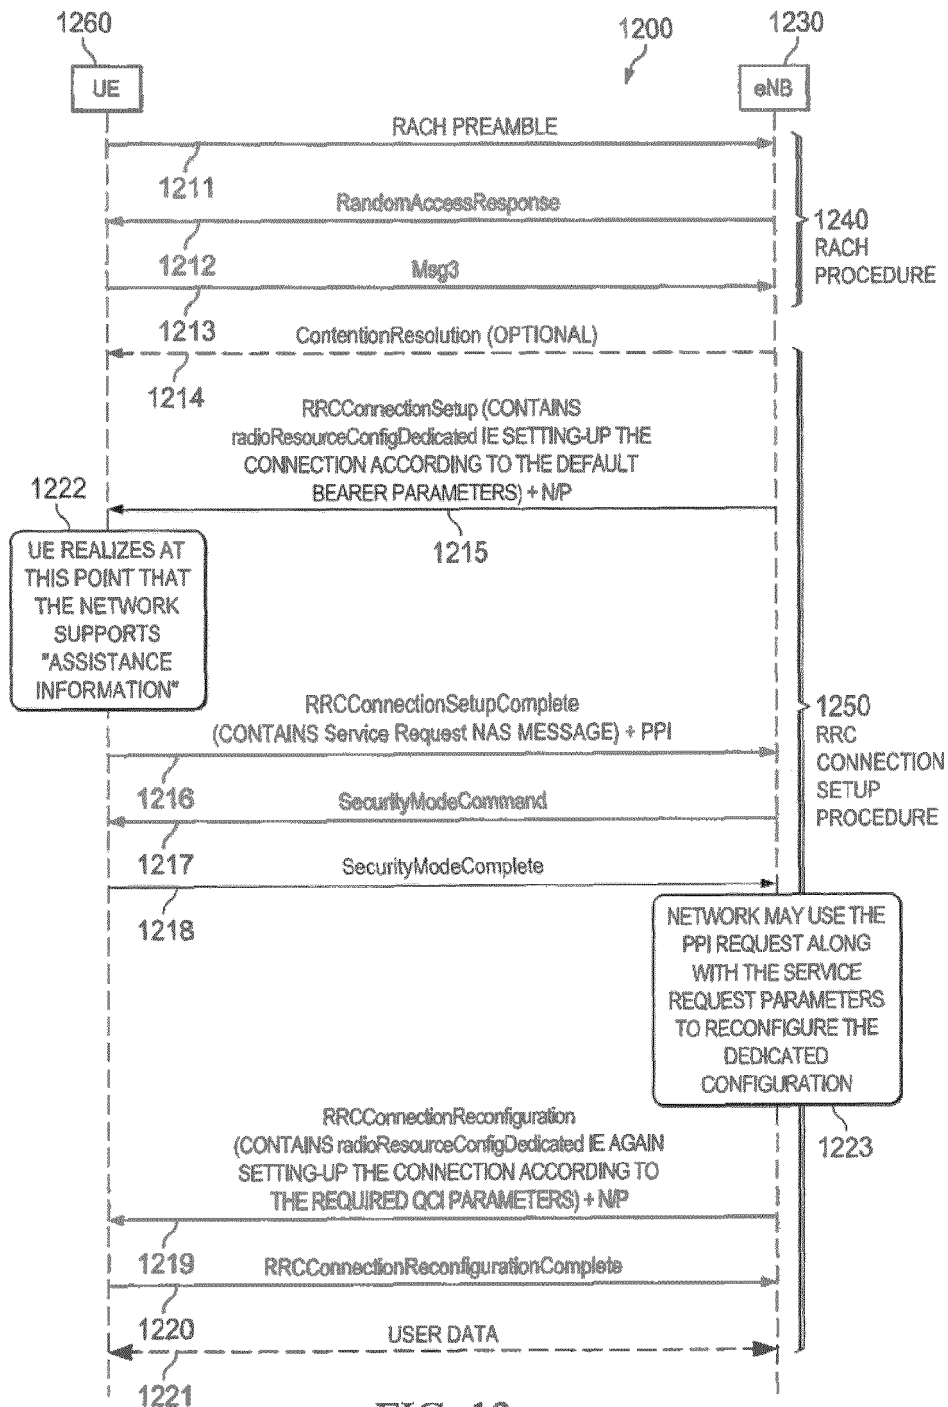 1260
1200
1230
UE
eNB
RACH PREAMBLE
1211
RandomAccessResponse
1212
1240
RACH
PROCEDURE
Msg3
1213
ContentionResolution (OPTIONAL)
1214
RRCConnectionSetup (CONTAINS
radioResourceConfigDedicated IE SETTING-UP THE
CONNECTION ACCORDING TO THE DEFAULT
BEARER PARAMETERS) + N/P
1215
1222
UE REALIZES AT
THIS POINT THAT
THE NETWORK
SUPPORTS
"ASSISTANCE
INFORMATION"
RRCConnectionSetupComplete
(CONTAINS Service Request NAS MESSAGE) + PPI
1216
1250
RRC
CONNECTION
SETUP
PROCEDURE
SecurityModeCommand
1217
SecurityModeComplete
1218
NETWORK MAY USE THE
PPI REQUEST ALONG
WITH THE SERVICE
REQUEST PARAMETERS
TO RECONFIGURE THE
DEDICATED
CONFIGURATION
1223
RRCConnectionReconfiguration
(CONTAINS radioResourceConfigDedicated IE AGAIN
SETTING-UP THE CONNECTION ACCORDING TO
THE REQUIRED QCI PARAMETERS) + N/P
1219
RRCConnectionReconfigurationComplete
1220
USER DATA
1221